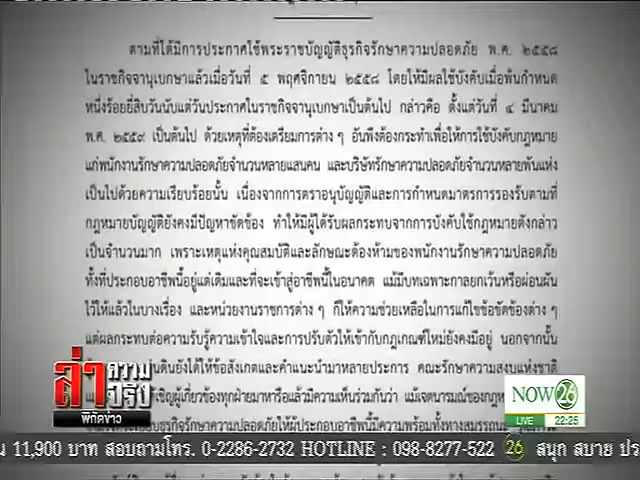 ตามที่ได้มีการประกาศใช้พระราชบัญญัติธุรกิจรักษาความปลอดภัย พ.ศ. ๒๕๕๘
ในราชกิจจานุเบกษาแล้วเมื่อวันที่ ๕ พฤศจิกายน ๒๕๕๘ โดยให้มีผลใช้บังคับเมื่อพ้นกำหนด
หนึ่งร้อยยี่สิบวันนับแต่วันประกาศในราชกิจจานุเบกษาเป็นต้นไป กล่าวคือ ตั้งแต่วันที่ ๔ มีนาคม
พ.ศ. ๒๕๕๙ เป็นต้นไป ด้วยเหตุที่ต้องเตรียมการต่าง ๆ อันพึงต้องกระทำเพื่อให้การใช้บังคับกฎหมาย
แก่พนักงานรักษาความปลอดภัยจำนวนหลายแสนคน และบริษัทรักษาความปลอดภัยจำนวนหลายพันแห่ง
เป็นไปด้วยความเรียบร้อยนั้น เนื่องจากการตราอนุบัญญัติและการกำหนดมาตรการรองรับตามที่
กฎหมายบัญญัติยังคงมีปัญหาขัดข้อง ทำให้มีผู้ได้รับผลกระทบจากการบังคับใช้กฎหมายดังกล่าว
เป็นจำนวนมาก เพราะเหตุแห่งคุณสมบัติและลักษณะต้องห้ามของพนักงานรักษาความปลอดภัย
ทั้งที่ประกอบอาชีพนี้อยู่แต่เดิมและที่จะเข้าสู่อาชีพนี้ในอนาคต แม้มีบทเฉพาะกาลยกเว้นหรือผ่อนผัน
ไว้ให้แล้วในบางเรื่อง และหน่วยงานราชการต่าง ๆ ก็ให้ความช่วยเหลือในการแก้ไขข้อขัดข้องต่าง ๆ
แต่ผลกระทบต่อความรับรู้ความเข้าใจและการปรับตัวให้เข้ากับกฎเกณฑ์ใหม่ยังคงมีอยู่ นอกจากนั้น
ยังได้ให้ข้อสังเกตและคำแนะนำมาหลายประการ คณะรักษาความสงบแห่งชาติ
เชิญผู้เกี่ยวข้องทุกฝ่ายมาหารือแล้วมีความเห็นร่วมกันว่า แม้เจตนารมณ์ของกฎ
ธุรกิจรักษาความปลอดภัยให้ผู้ประกอบอาชีพนี้มีความพร้อมทั้งทาง
ล่าความจริง
พิกัดข่าว
NOW 26
LIVE 22:25
น 11,900 บาท สอบถามโทร. 0-2286-2732 HOTLINE : 098-8277-522 26 สนุก สบาย ปร